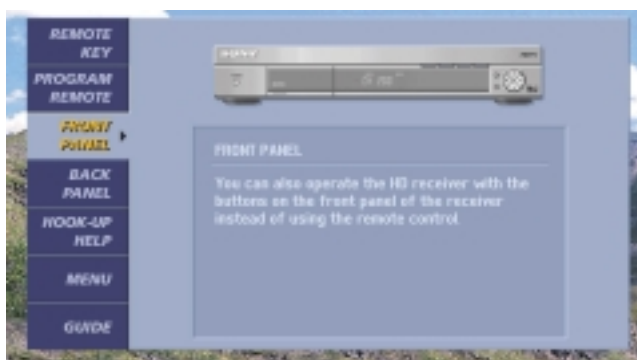 REMOTE
KEY
PROGRAM
REMOTE
FRONT
PANEL
BACK
PANEL
HOOK-UP
HELP
MENU
GUIDE
SONY
FRONT PANEL
You can also operate the HD receiver with the
buttons on the front panel of the receiver
instead of using the remote control